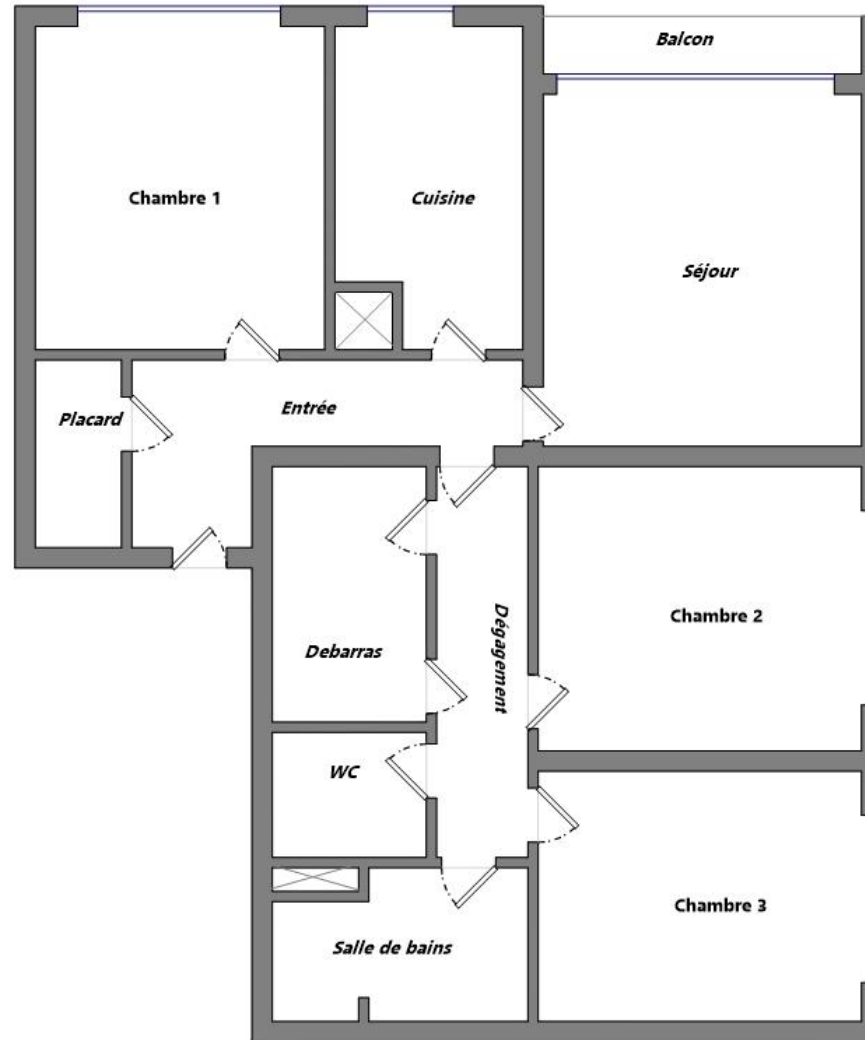 Balcon
Chambre 1
Cuisine
Séjour
Placard
Entrée
Debarras
Dégagement
Chambre 2
WC
Chambre 3
Salle de bains